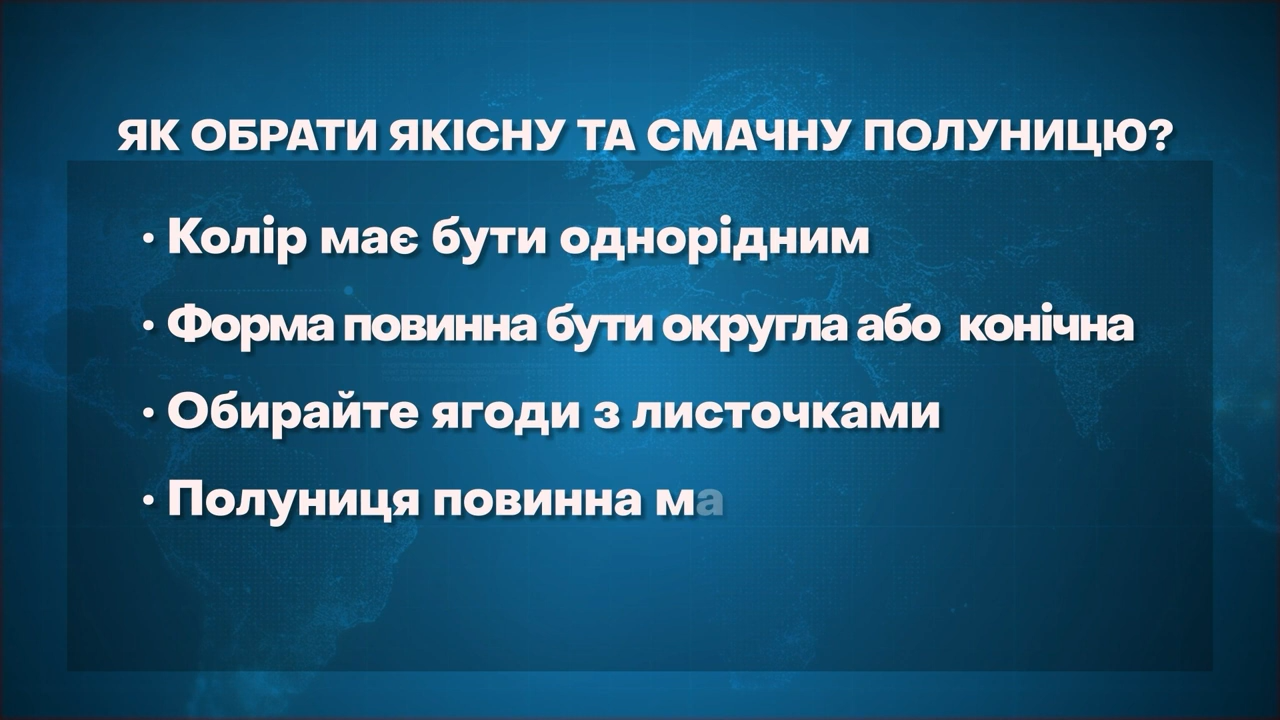 ЯК ОБРАТИ ЯКІСНУ ТА СМАЧНУ ПОЛУНИЦЮ?
• Колір має бути однорідним
• Форма повинна бути округла або конічна
• Обирайте ягоди з листочками
• Полуниця повинна ма